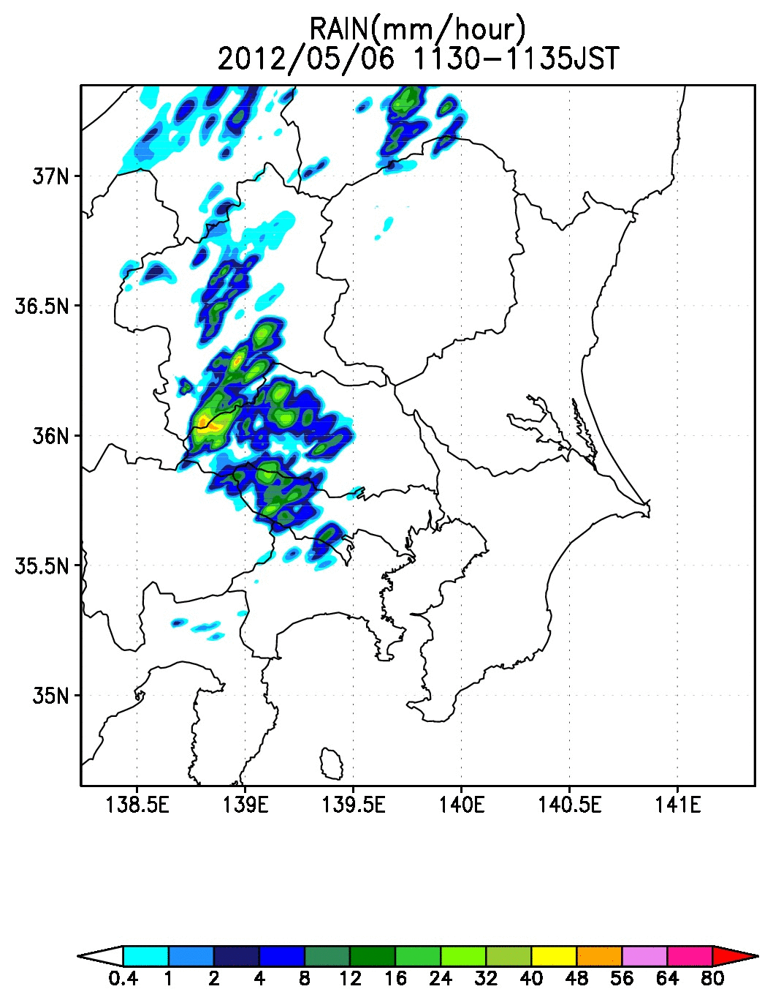 RAIN(mm/hour)
2012/05/06 1130-1135JST
37N
36.5N
36N
35.5N
35N
138.5E 139E 139.5E 140E 140.5E 141E
0.4 1 2 4 8 12 16 24 32 40 48 56 64 80